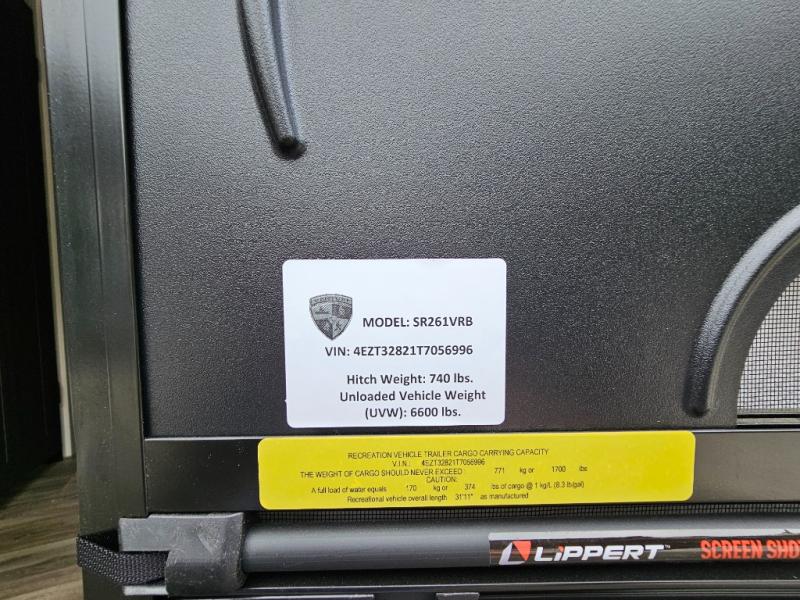 MODEL: SR261VRB
VIN: 4EZT32821T7056996
Hitch Weight: 740 lbs.
Unloaded Vehicle Weight
(UVW): 6600 lbs.
RECREATION VEHICLE TRAILER CARGO CARRYING CAPACITY
V.I.N.: 4EZT32821T7056996
THE WEIGHT OF CARGO SHOULD NEVER EXCEED: 771 kg or 1700 lbs
CAUTION:
A full load of water equals 170 kg or 374 lbs of cargo @ 1 kg/L (8.3 lb/gal)
Recreational vehicle overall length 31'11" as manufactured
LIPPERT™ SCREEN SHO